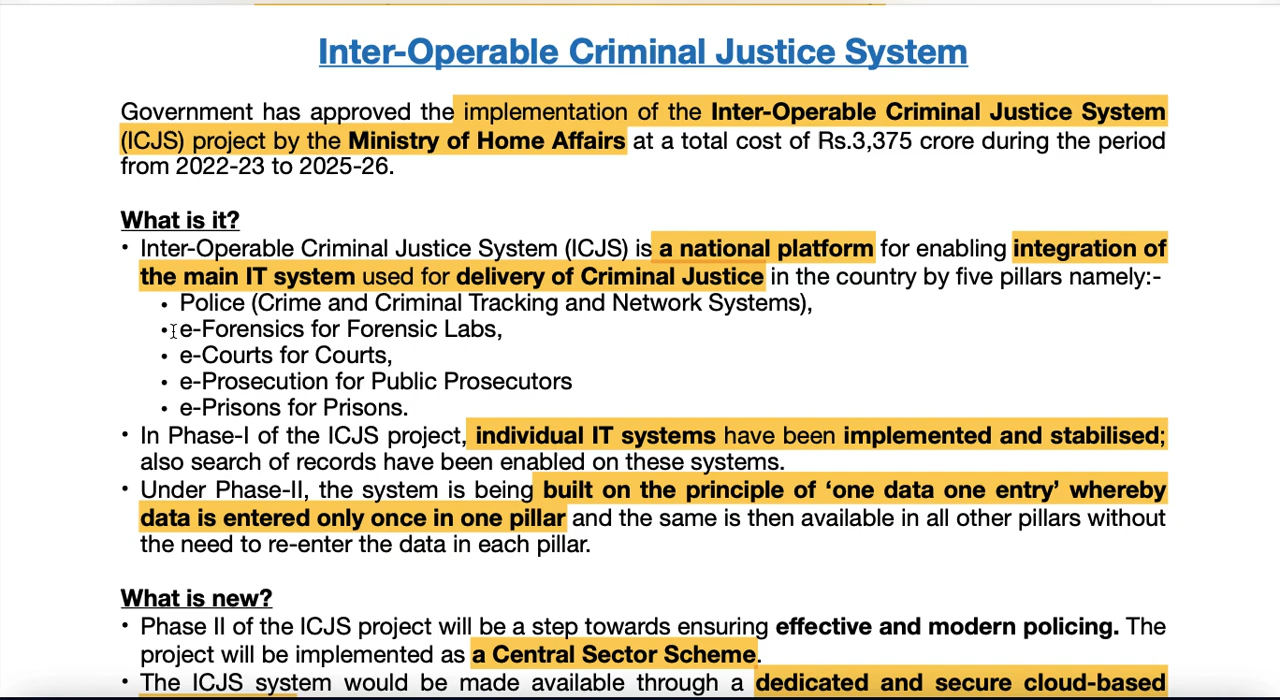 Inter-Operable Criminal Justice System
Government has approved the implementation of the Inter-Operable Criminal Justice System
(ICJS) project by the Ministry of Home Affairs at a total cost of Rs.3,375 crore during the period
from 2022-23 to 2025-26.
What is it?
• Inter-Operable Criminal Justice System (ICJS) is a national platform for enabling integration of
the main IT system used for delivery of Criminal Justice in the country by five pillars namely:-
• Police (Crime and Criminal Tracking and Network Systems),
• e-Forensics for Forensic Labs,
• e-Courts for Courts,
• e-Prosecution for Public Prosecutors
• e-Prisons for Prisons.
• In Phase-I of the ICJS project, individual IT systems have been implemented and stabilised;
also search of records have been enabled on these systems.
• Under Phase-II, the system is being built on the principle of ‘one data one entry’ whereby
data is entered only once in one pillar and the same is then available in all other pillars without
the need to re-enter the data in each pillar.
What is new?
• Phase II of the ICJS project will be a step towards ensuring effective and modern policing. The
project will be implemented as a Central Sector Scheme.
• The ICJS system would be made available through a dedicated and secure cloud-based